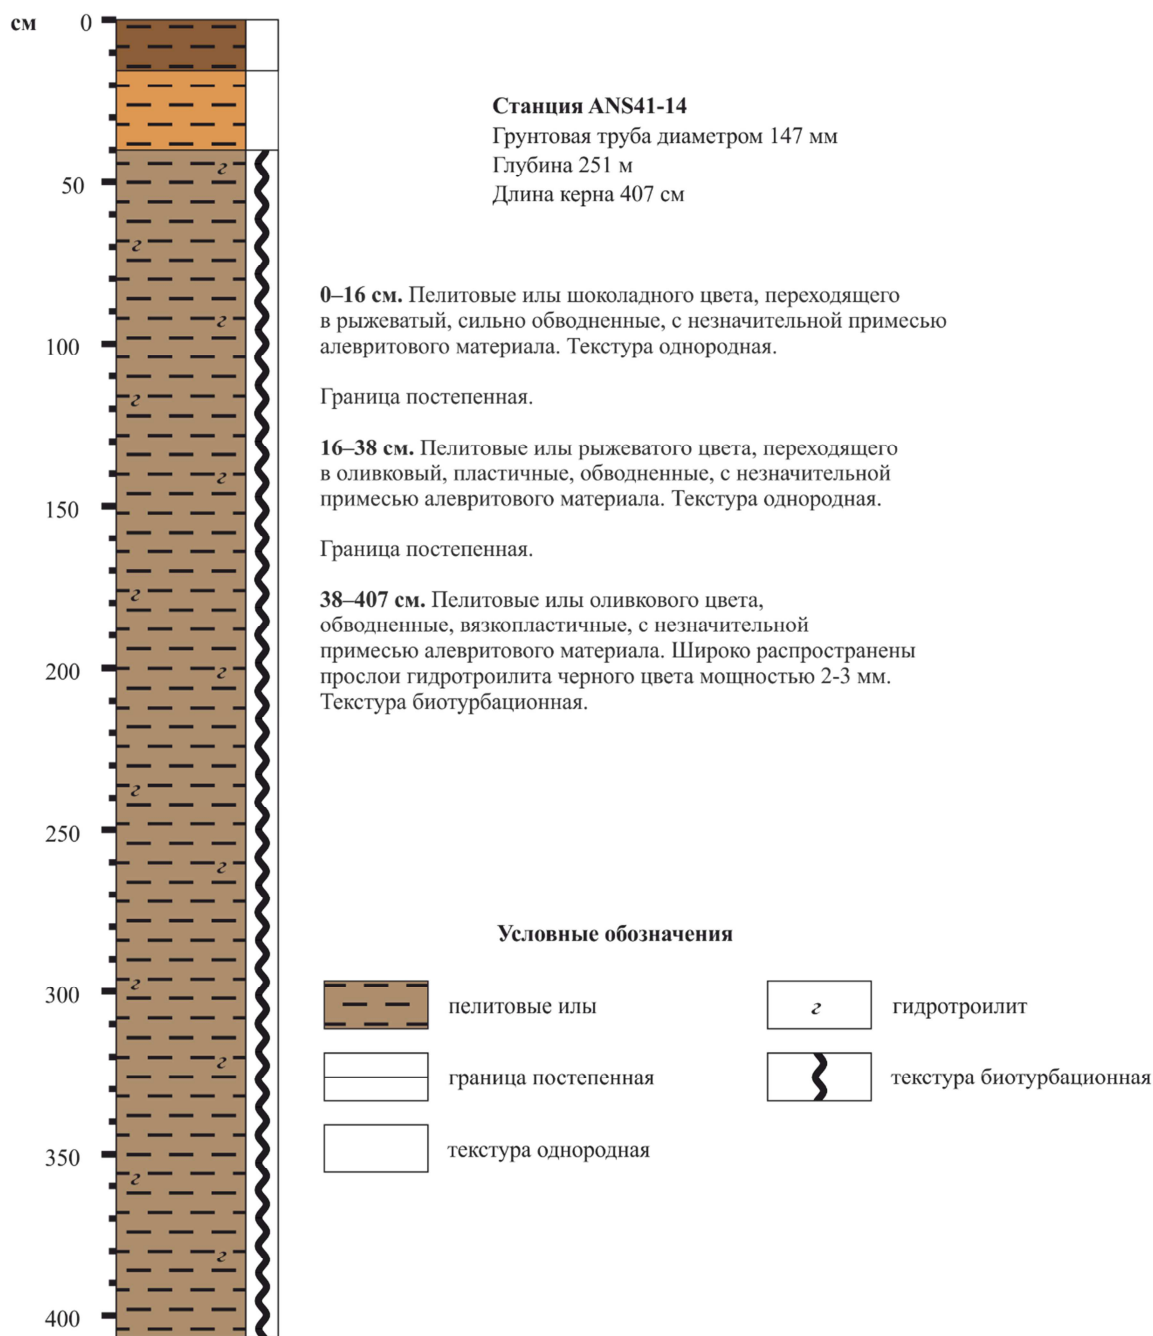 см
0
50
100
150
200
250
300
350
400
г
г
г
г
г
г
г
г
г
г
г
г
г
Станция ANS41-14
Грунтовая труба диаметром 147 мм
Глубина 251 м
Длина керна 407 см
0–16 см. Пелитовые илы шоколадного цвета, переходящего
в рыжеватый, сильно обводненные, с незначительной примесью
алевритового материала. Текстура однородная.
Граница постепенная.
16–38 см. Пелитовые илы рыжеватого цвета, переходящего
в оливковый, пластичные, обводненные, с незначительной
примесью алевритового материала. Текстура однородная.
Граница постепенная.
38–407 см. Пелитовые илы оливкового цвета,
обводненные, вязкопластичные, с незначительной
примесью алевритового материала. Широко распространены
прослои гидротроилита черного цвета мощностью 2-3 мм.
Текстура биотурбационная.
Условные обозначения
пелитовые илы
г
гидротроилит
граница постепенная
текстура биотурбационная
текстура однородная